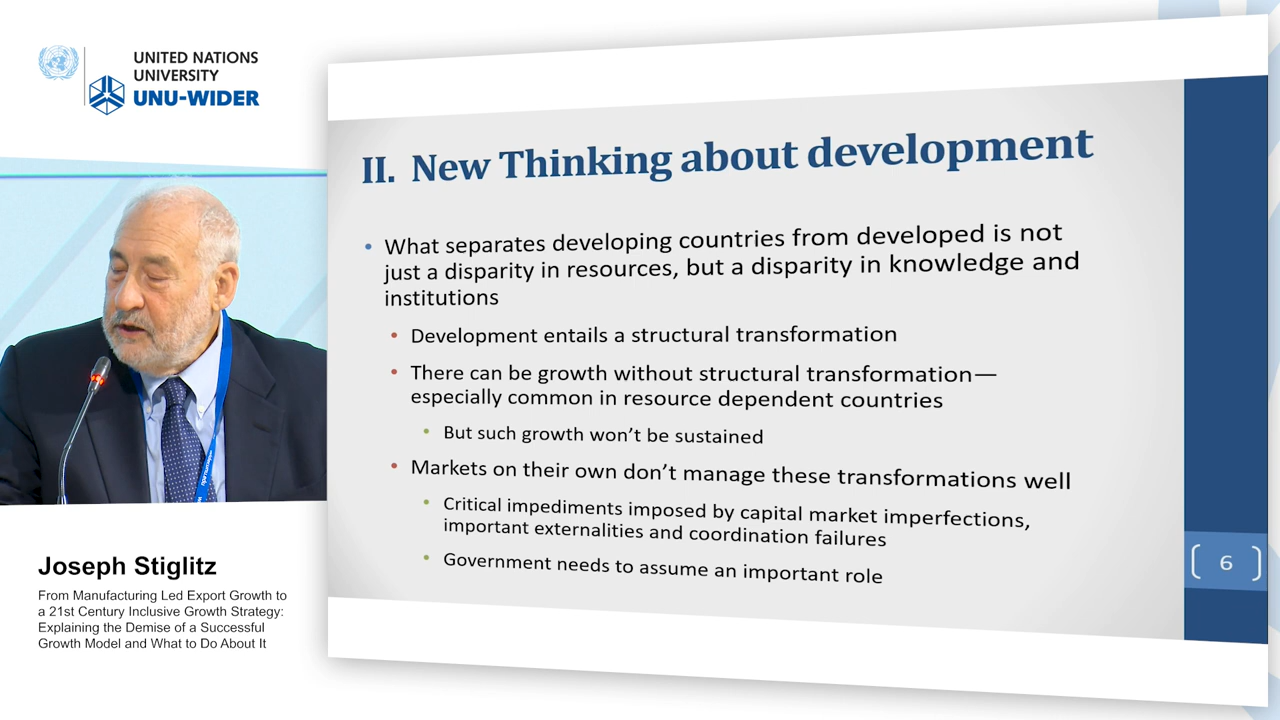 UNITED NATIONS
UNIVERSITY
UNU-WIDER
II. New Thinking about development
• What separates developing countries from developed is not
just a disparity in resources, but a disparity in knowledge and
institutions
• Development entails a structural transformation
• There can be growth without structural transformation—
especially common in resource dependent countries
• But such growth won't be sustained
• Markets on their own don't manage these transformations well
• Critical impediments imposed by capital market imperfections,
important externalities and coordination failures
• Government needs to assume an important role
[ 6 ]
Joseph Stiglitz
From Manufacturing Led Export Growth to
a 21st Century Inclusive Growth Strategy:
Explaining the Demise of a Successful
Growth Model and What to Do About It